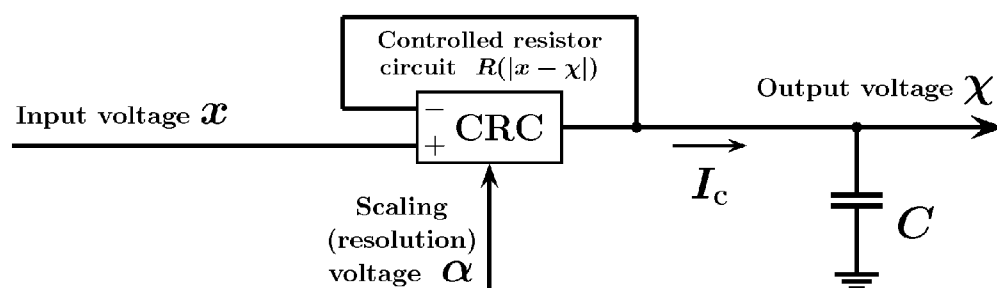 Controlled resistor
circuit R(|x − χ|)
Input voltage x
−
+
CRC
Output voltage χ
I_c
C
Scaling
(resolution)
voltage α